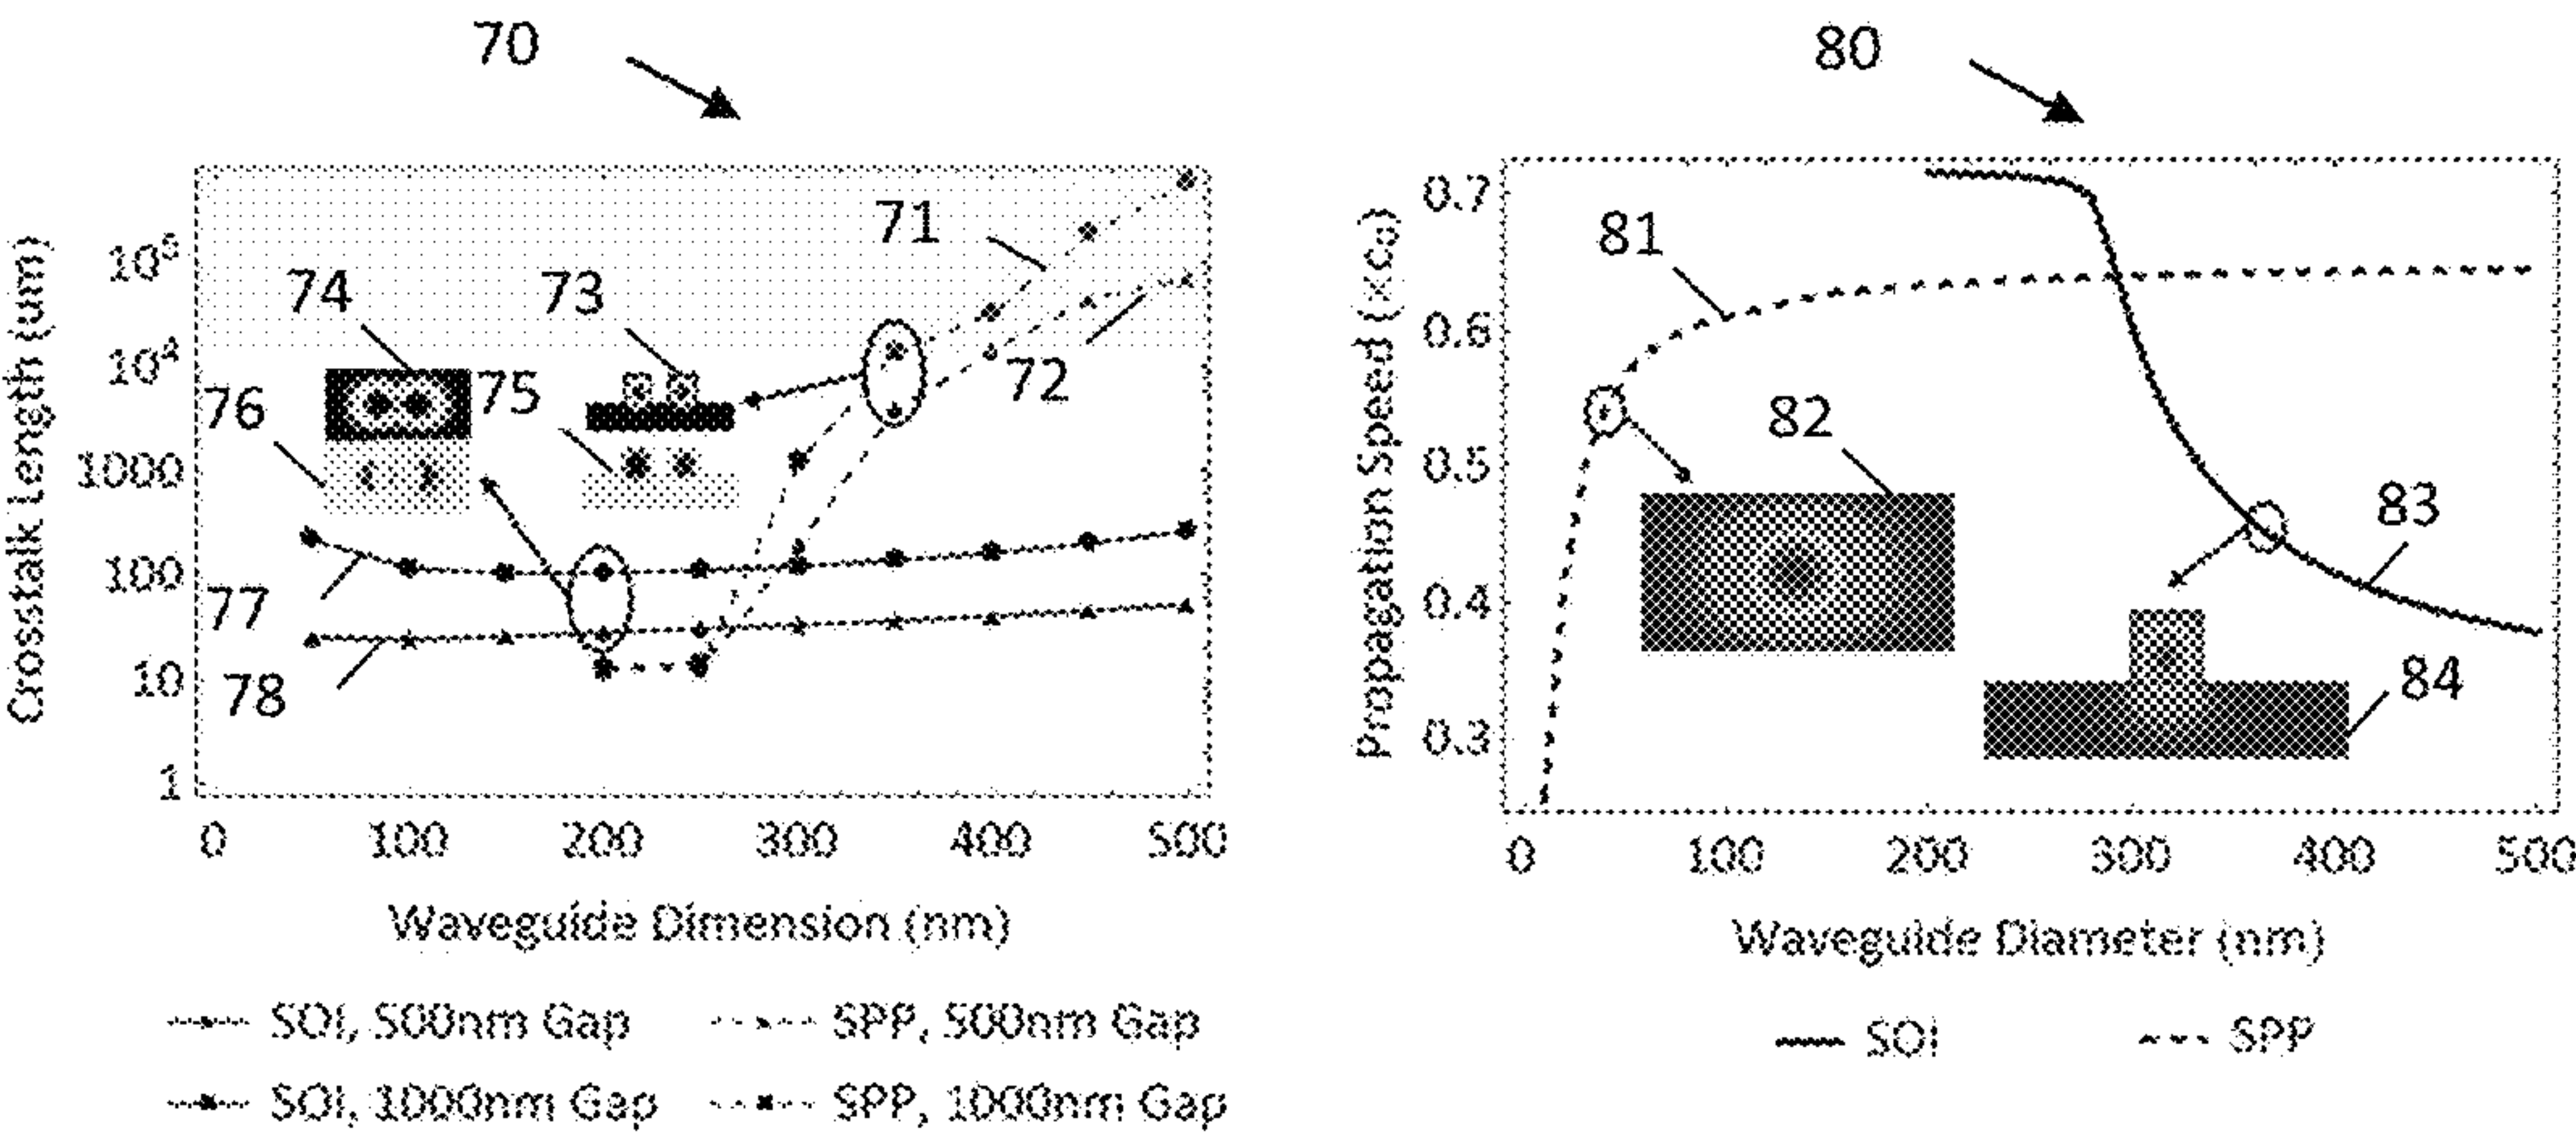 70
80
Crosstalk Length (um)
10⁵
10⁴
1000
100
10
1
71
72
73
74
75
76
77
78
0 100 200 300 400 500
Waveguide Dimension (nm)
SOI, 500nm Gap SPP, 500nm Gap
SOI, 1000nm Gap SPP, 1000nm Gap
Propagation Speed (×c₀)
0.7
0.6
0.5
0.4
0.3
81
82
83
84
0 100 200 300 400 500
Waveguide Diameter (nm)
SOI SPP